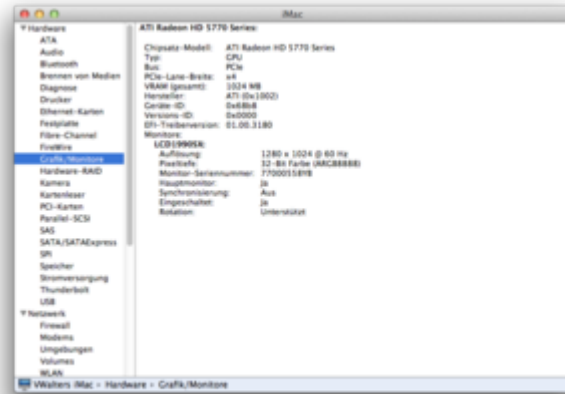 iMac
▼ Hardware
ATA
Audio
Bluetooth
Brennen von Medien
Diagnose
Drucker
Ethernet-Karten
Festplatte
Fibre-Channel
FireWire
Grafik/Monitore
Hardware-RAID
Kamera
Kartenleser
PCI-Karten
Parallel-SCSI
SAS
SATA/SATAExpress
SPI
Speicher
Stromversorgung
Thunderbolt
USB
▼ Netzwerk
Firewall
Modems
Umgebungen
Volumes
WLAN
ATI Radeon HD 5770 Series:
Chipsatz-Modell: ATI Radeon HD 5770 Series
Typ: GPU
Bus: PCIe
PCIe-Lane-Breite: x4
VRAM (gesamt): 1024 MB
Hersteller: ATI (0x1002)
Geräte-ID: 0x68b8
Versions-ID: 0x0000
EFI-Treiberversion: 01.00.3180
Monitore:
LCD1990SX:
Auflösung: 1280 x 1024 @ 60 Hz
Pixeltiefe: 32-Bit Farbe (ARGB8888)
Monitor-Seriennummer: 77000558YB
Hauptmonitor: Ja
Synchronisierung: Aus
Eingeschaltet: Ja
Rotation: Unterstützt
VWalters iMac ▸ Hardware ▸ Grafik/Monitore